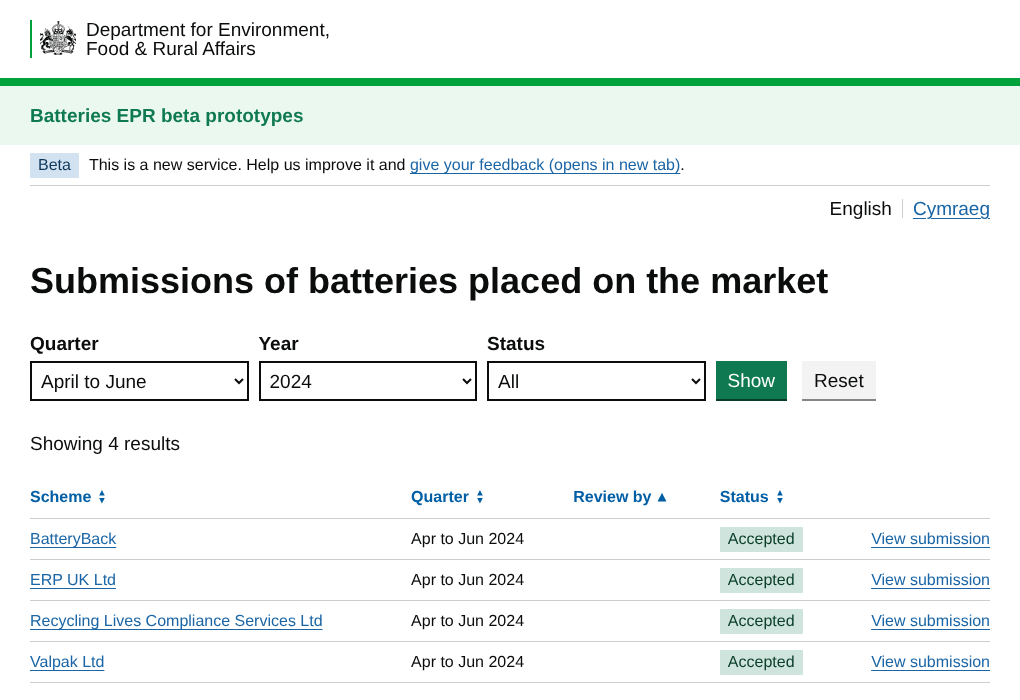 Department for Environment,
Food & Rural Affairs
Batteries EPR beta prototypes
Beta This is a new service. Help us improve it and give your feedback (opens in new tab).
English Cymraeg
Submissions of batteries placed on the market
Quarter Year Status
April to June 2024 All Show Reset
Showing 4 results
Scheme Quarter Review by Status
BatteryBack Apr to Jun 2024 Accepted View submission
ERP UK Ltd Apr to Jun 2024 Accepted View submission
Recycling Lives Compliance Services Ltd Apr to Jun 2024 Accepted View submission
Valpak Ltd Apr to Jun 2024 Accepted View submission